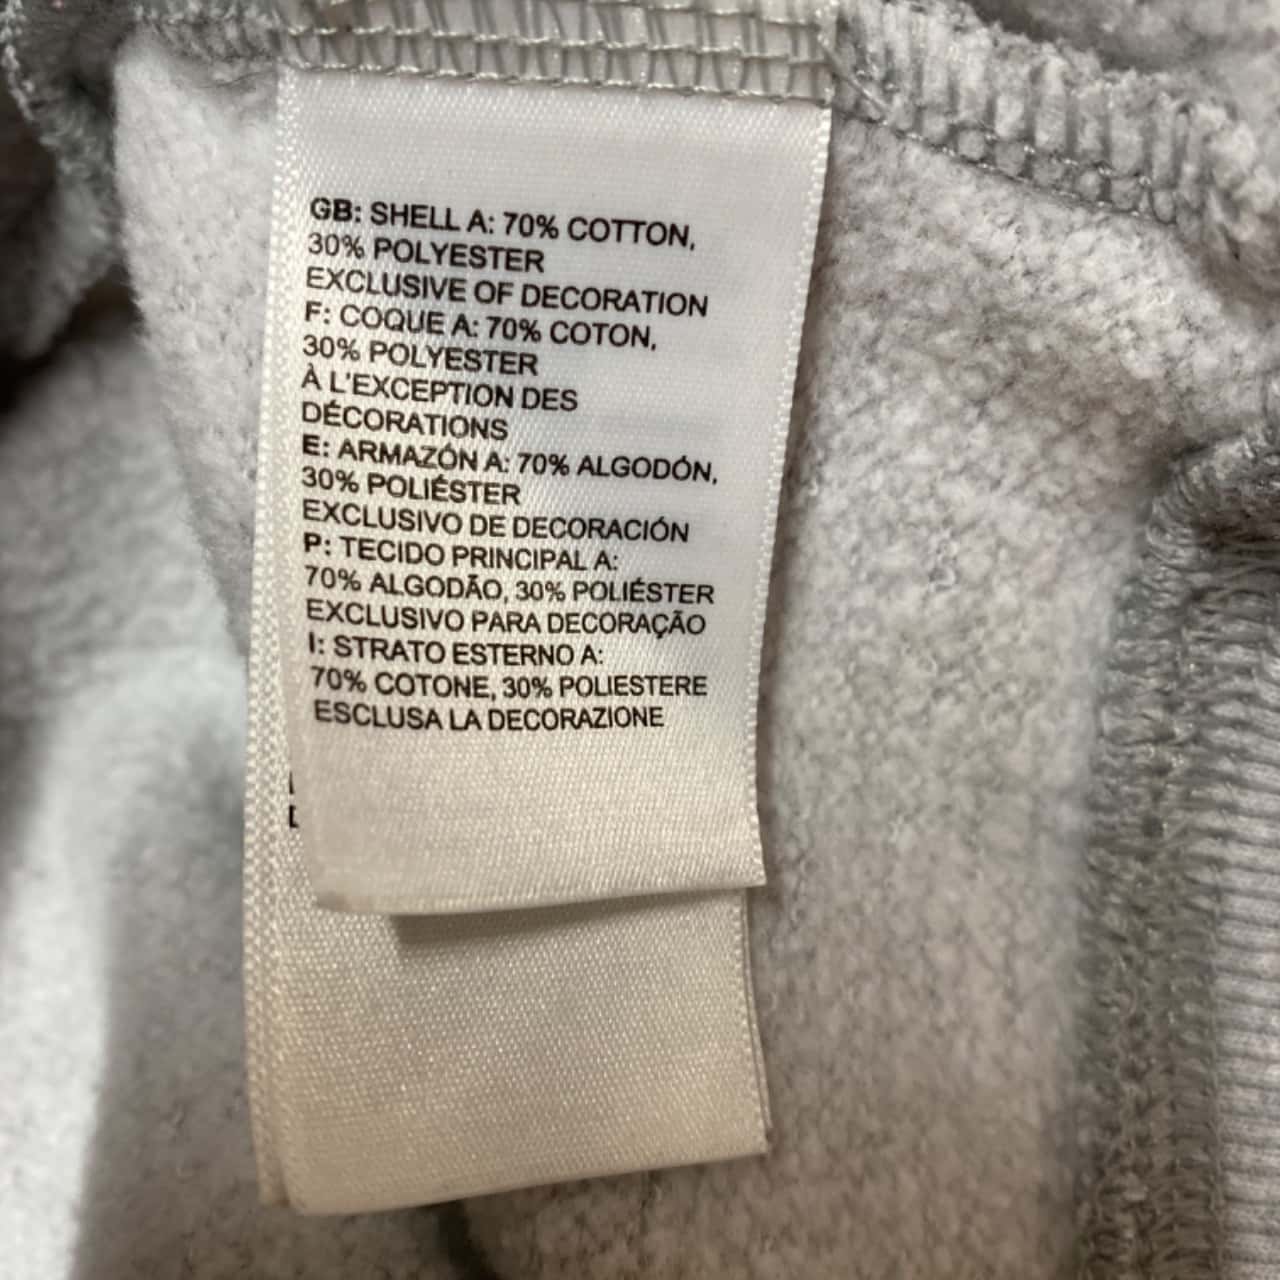 GB: SHELL A: 70% COTTON,
30% POLYESTER
EXCLUSIVE OF DECORATION
F: COQUE A: 70% COTON,
30% POLYESTER
À L'EXCEPTION DES
DÉCORATIONS
E: ARMAZÓN A: 70% ALGODÓN,
30% POLIÉSTER
EXCLUSIVO DE DECORACIÓN
P: TECIDO PRINCIPAL A:
70% ALGODÃO, 30% POLIÉSTER
EXCLUSIVO PARA DECORAÇÃO
I: STRATO ESTERNO A:
70% COTONE, 30% POLIESTERE
ESCLUSA LA DECORAZIONE